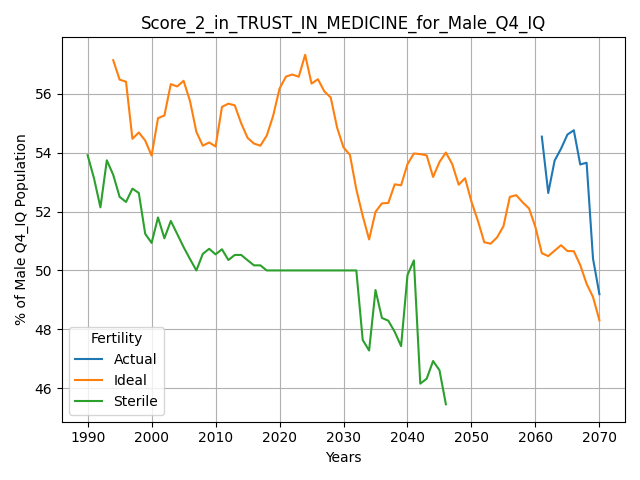 Score_2_in_TRUST_IN_MEDICINE_for_Male_Q4_IQ
% of Male Q4_IQ Population
56
54
52
50
48
46
Fertility
Actual
Ideal
Sterile
1990 2000 2010 2020 2030 2040 2050 2060 2070
Years